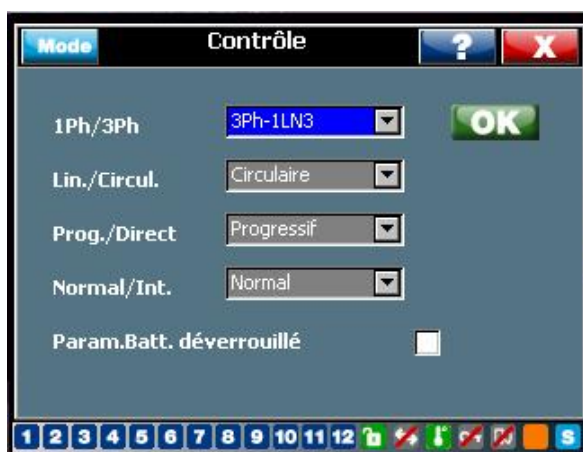 Mode Contrôle ? X
1Ph/3Ph 3Ph-1LN3 OK
Lin./Circul. Circulaire
Prog./Direct Progressif
Normal/Int. Normal
Param.Batt. déverrouillé
1 2 3 4 5 6 7 8 9 10 11 12 S